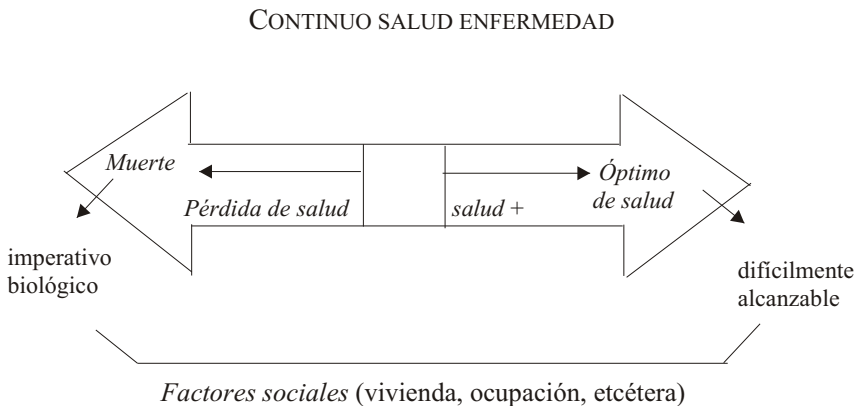 CONTINUO SALUD ENFERMEDAD
Muerte
Pérdida de salud
salud +
Óptimo
de salud
imperativo
biológico
difícilmente
alcanzable
Factores sociales (vivienda, ocupación, etcétera)